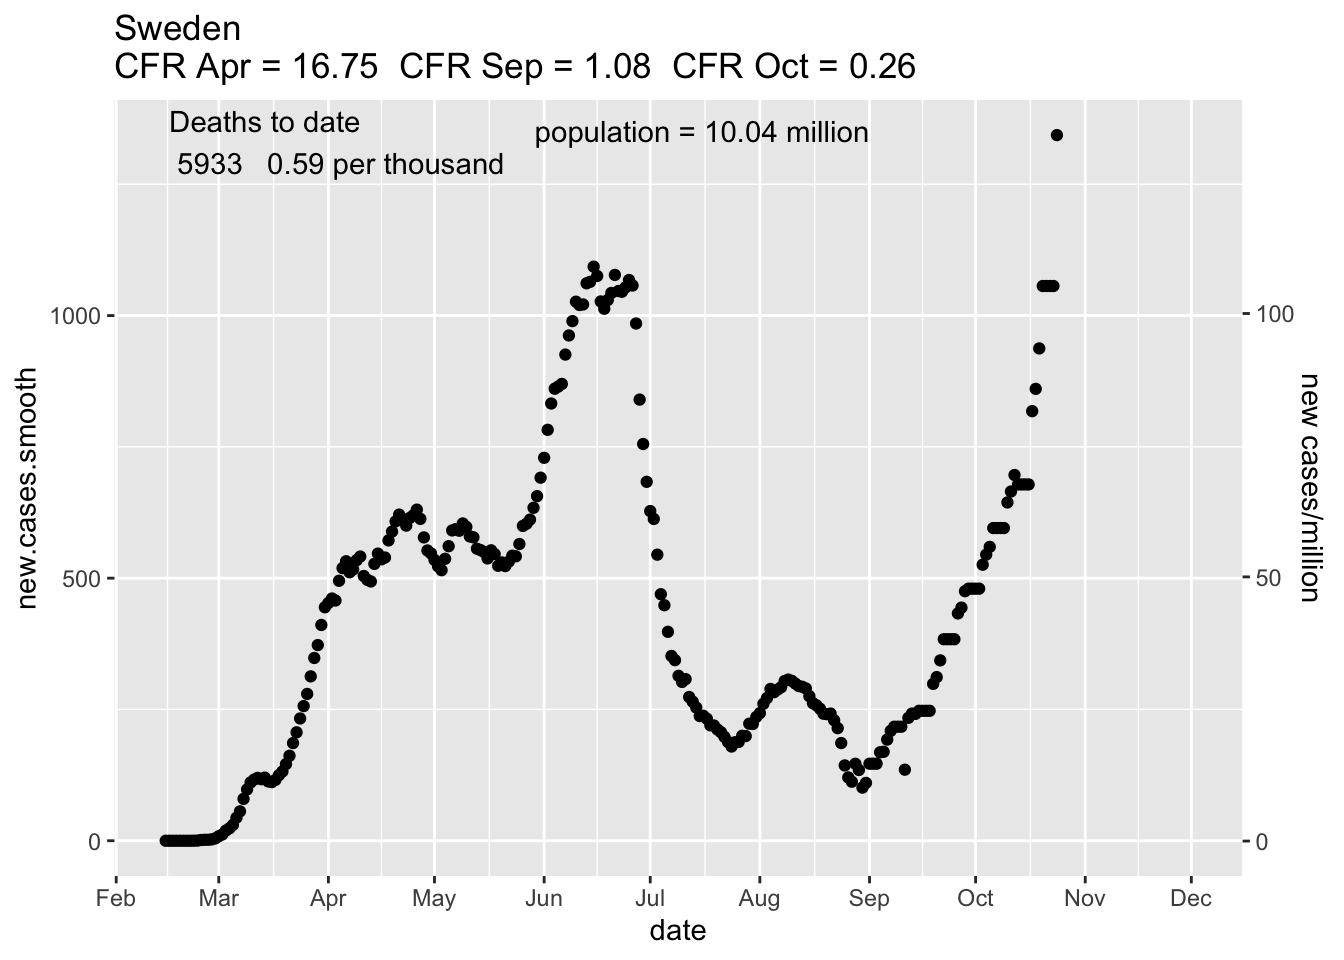 Sweden
CFR Apr = 16.75  CFR Sep = 1.08  CFR Oct = 0.26
Deaths to date
5933   0.59 per thousand
population = 10.04 million
new.cases.smooth
1000
500
0
new cases/million
100
50
0
Feb Mar Apr May Jun Jul Aug Sep Oct Nov Dec
date